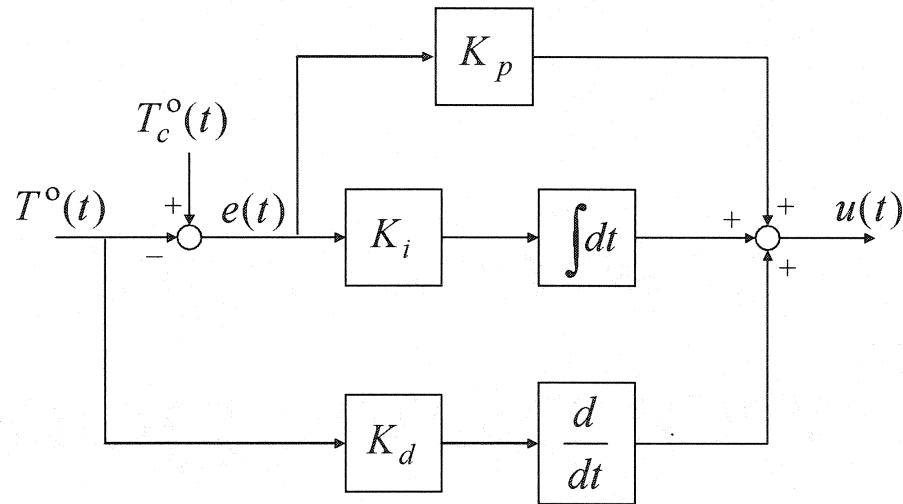 K_p
T_c°(t)
T°(t) + e(t) + + u(t)
− K_i ∫dt
+
K_d d/dt